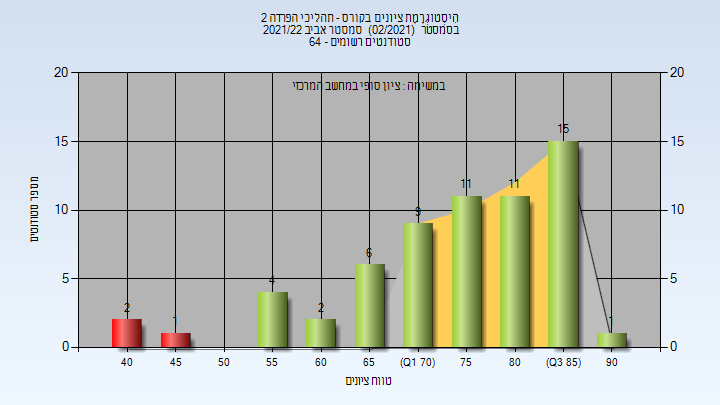 היסטוגרמת ציונים בקורס - תהליכי הפרדה 2
בסמסטר (02/2021) סמסטר אביב 2021/22
סטודנטים רשומים - 64
במשימה : ציון סופי במחשב המרכזי
20 20
15 15
10 10
5 5
0 0
מספר סטודנטים
2 1 4 2 6 9 11 11 15 1
40 45 50 55 60 65 (Q1 70) 75 80 (Q3 85) 90
טווח ציונים